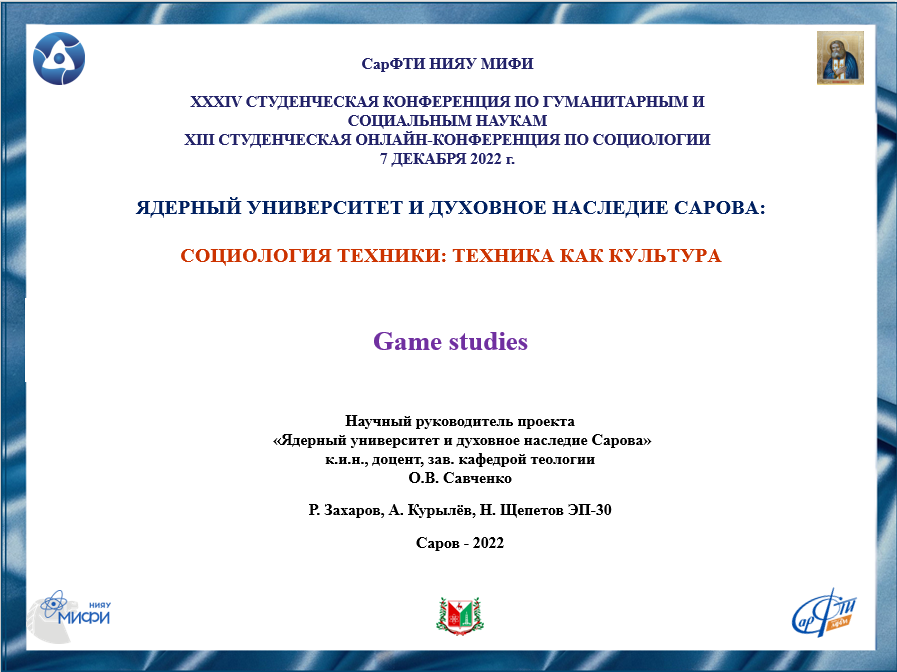 СарФТИ НИЯУ МИФИ
XXXIV СТУДЕНЧЕСКАЯ КОНФЕРЕНЦИЯ ПО ГУМАНИТАРНЫМ И
СОЦИАЛЬНЫМ НАУКАМ
XIII СТУДЕНЧЕСКАЯ ОНЛАЙН-КОНФЕРЕНЦИЯ ПО СОЦИОЛОГИИ
7 ДЕКАБРЯ 2022 г.
ЯДЕРНЫЙ УНИВЕРСИТЕТ И ДУХОВНОЕ НАСЛЕДИЕ САРОВА:
СОЦИОЛОГИЯ ТЕХНИКИ: ТЕХНИКА КАК КУЛЬТУРА
Game studies
Научный руководитель проекта
«Ядерный университет и духовное наследие Сарова»
к.и.н., доцент, зав. кафедрой теологии
О.В. Савченко
Р. Захаров, А. Курылёв, Н. Щепетов ЭП-30
Саров - 2022
НИЯУ
МИФИ
СарФТИ